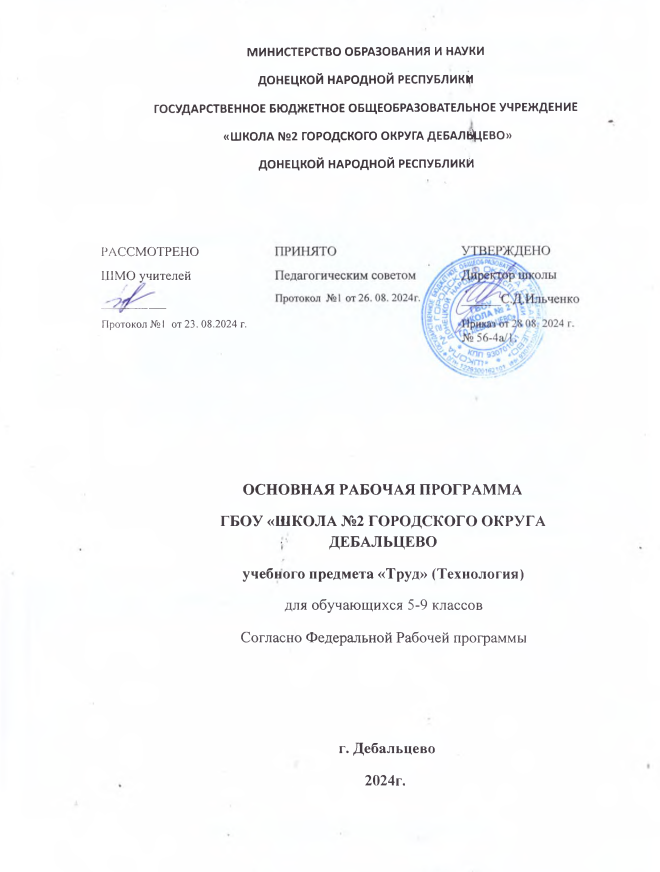 МИНИСТЕРСТВО ОБРАЗОВАНИЯ И НАУКИ
ДОНЕЦКОЙ НАРОДНОЙ РЕСПУБЛИКИ
ГОСУДАРСТВЕННОЕ БЮДЖЕТНОЕ ОБЩЕОБРАЗОВАТЕЛЬНОЕ УЧРЕЖДЕНИЕ
«ШКОЛА №2 ГОРОДСКОГО ОКРУГА ДЕБАЛЬЦЕВО»
ДОНЕЦКОЙ НАРОДНОЙ РЕСПУБЛИКИ
РАССМОТРЕНО
ШМО учителей
Протокол №1 от 23. 08.2024 г.
ПРИНЯТО
Педагогическим советом
Протокол №1 от 26. 08. 2024г.
УТВЕРЖДЕНО
Директор школы
С.Д.Ильченко
Приказ от 28 08 2024 г.
№ 56-4а/1.
ОСНОВНАЯ РАБОЧАЯ ПРОГРАММА
ГБОУ «ШКОЛА №2 ГОРОДСКОГО ОКРУГА
ДЕБАЛЬЦЕВО
учебного предмета «Труд» (Технология)
для обучающихся 5-9 классов
Согласно Федеральной Рабочей программы
г. Дебальцево
2024г.